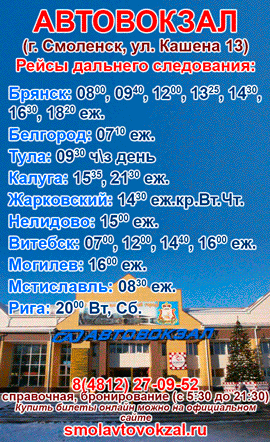 АВТОВОКЗАЛ
(г. Смоленск, ул. Кашена 13)
Рейсы дальнего следования:
Брянск: 08⁰⁰, 09⁴⁰, 12⁰⁰, 13²⁵, 14³⁰,
16³⁰, 18²⁰ еж.
Белгород: 07¹⁰ еж.
Тула: 09³⁰ ч\з день
Калуга: 15³⁵, 21³⁰ еж.
Жарковский: 14³⁰ еж.кр.Вт.Чт.
Нелидово: 15⁰⁰ еж.
Витебск: 07⁰⁰, 12⁰⁰, 14⁴⁰, 16⁰⁰ еж.
Могилев: 16⁰⁰ еж.
Мстиславль: 08³⁰ еж.
Рига: 20⁰⁰ Вт, Сб.
АВТОВОКЗАЛ
8(4812) 27-09-52
справочная, бронирование (с 5:30 до 21:30)
Купить билеты онлайн можно на официальном
сайте
smolavtovokzal.ru